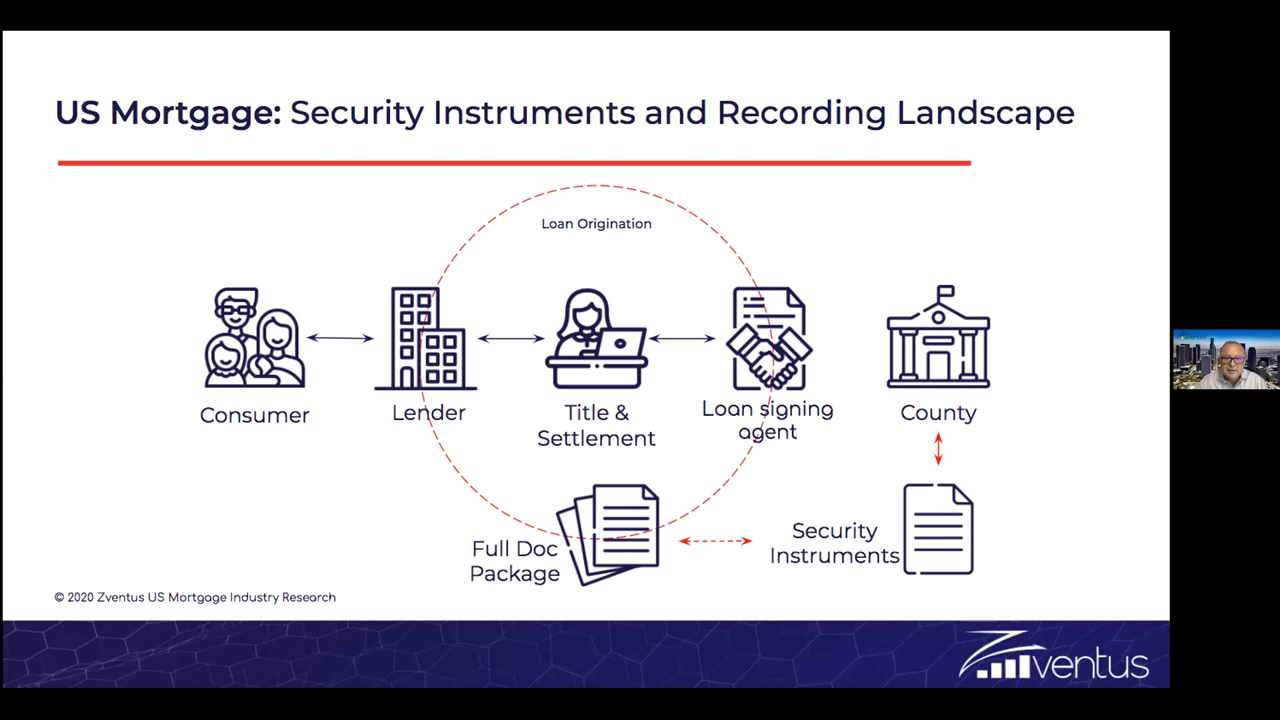 US Mortgage: Security Instruments and Recording Landscape
Loan Origination
Consumer
Lender
Title &
Settlement
Loan signing
agent
County
Full Doc
Package
Security
Instruments
© 2020 Zventus US Mortgage Industry Research
Zventus